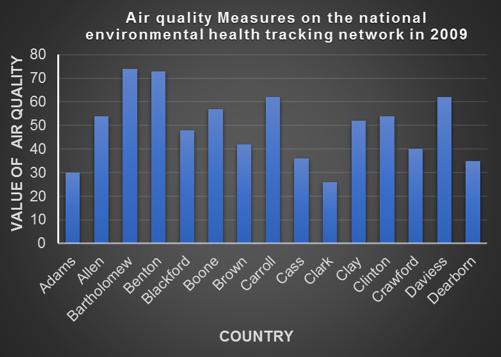 Air quality Measures on the national
environmental health tracking network in 2009
VALUE OF AIR QUALITY
80
70
60
50
40
30
20
10
0
Adams
Allen
Bartholomew
Benton
Blackford
Boone
Brown
Carroll
Cass
Clark
Clay
Clinton
Crawford
Daviess
Dearborn
COUNTRY